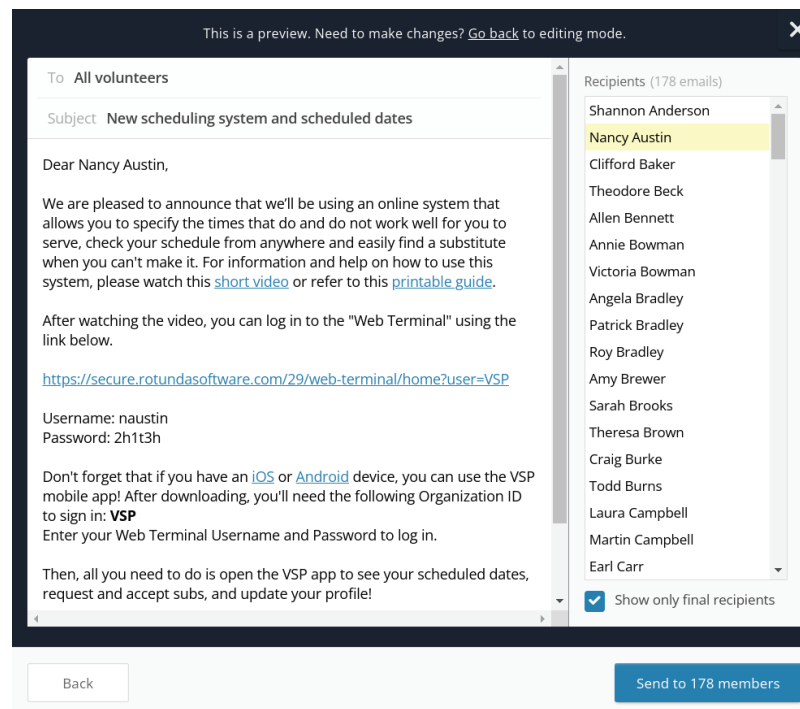 This is a preview. Need to make changes? Go back to editing mode.
To All volunteers
Subject New scheduling system and scheduled dates
Dear Nancy Austin,
We are pleased to announce that we'll be using an online system that
allows you to specify the times that do and do not work well for you to
serve, check your schedule from anywhere and easily find a substitute
when you can't make it. For information and help on how to use this
system, please watch this short video or refer to this printable guide.
After watching the video, you can log in to the "Web Terminal" using the
link below.
https://secure.rotundasoftware.com/29/web-terminal/home?user=VSP
Username: naustin
Password: 2h1t3h
Don't forget that if you have an iOS or Android device, you can use the VSP
mobile app! After downloading, you'll need the following Organization ID
to sign in: VSP
Enter your Web Terminal Username and Password to log in.
Then, all you need to do is open the VSP app to see your scheduled dates,
request and accept subs, and update your profile!
Recipients (178 emails)
Shannon Anderson
Nancy Austin
Clifford Baker
Theodore Beck
Allen Bennett
Annie Bowman
Victoria Bowman
Angela Bradley
Patrick Bradley
Roy Bradley
Amy Brewer
Sarah Brooks
Theresa Brown
Craig Burke
Todd Burns
Laura Campbell
Martin Campbell
Earl Carr
Show only final recipients
Back
Send to 178 members